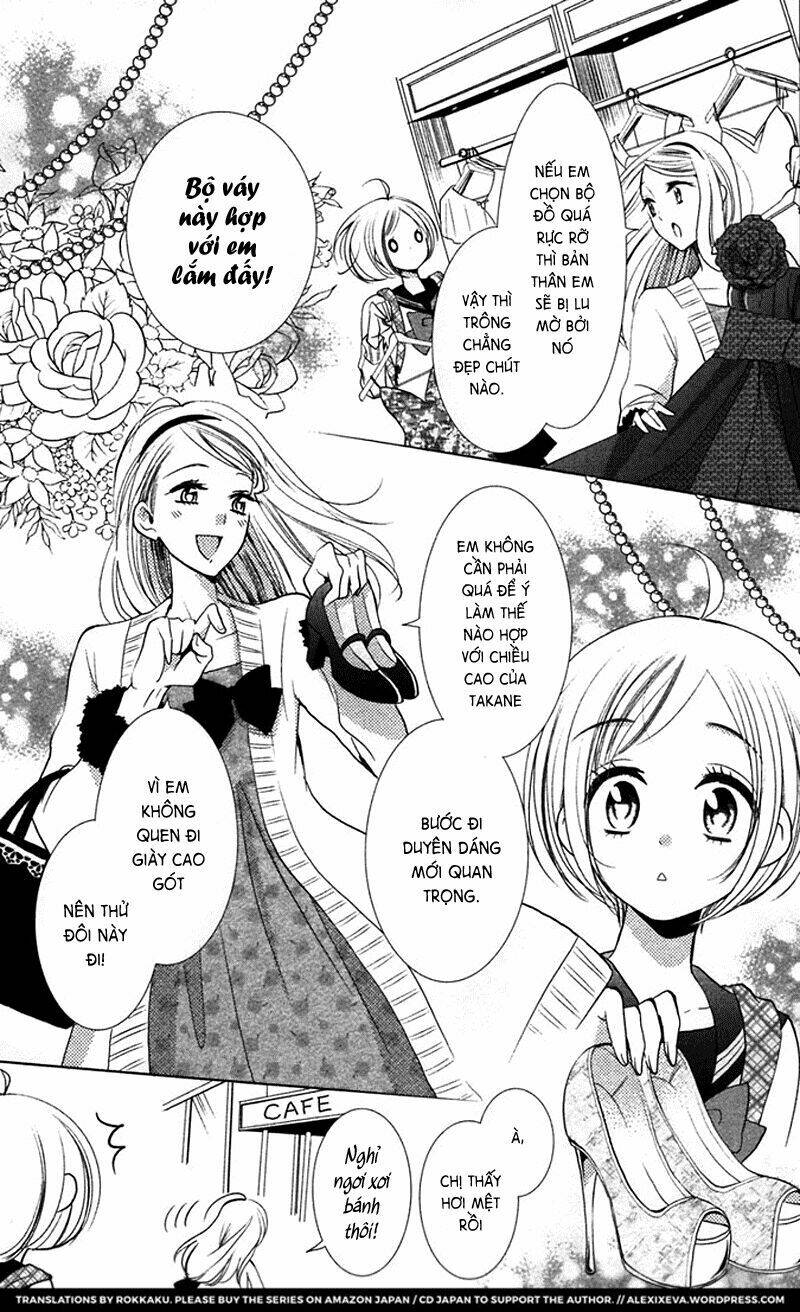 NẾU EM
CHỌN BỘ
ĐỒ QUÁ
RỰC RỠ
THÌ BẢN
THÂN EM
SẼ BỊ LU
MỜ BỞI
NÓ
VẬY THÌ
TRÔNG
CHẲNG
ĐẸP CHÚT
NÀO.
Bộ váy
này hợp
với em
lắm đấy!
EM KHÔNG
CẦN PHẢI
QUÁ ĐỂ Ý
LÀM THẾ
NÀO HỢP
VỚI CHIỀU
CAO CỦA
TAKANE
BƯỚC ĐI
DUYÊN DÁNG
MỚI QUAN
TRỌNG.
VÌ EM
KHÔNG
QUEN ĐI
GIÀY CAO
GÓT
NÊN THỬ
ĐÔI NÀY
ĐI!
CAFE
À,
CHỊ THẤY
HƠI MỆT
RỒI
Nghỉ
ngơi xơi
bánh
thôi!
TRANSLATIONS BY ROKKAKU. PLEASE BUY THE SERIES ON AMAZON JAPAN / CD JAPAN TO SUPPORT THE AUTHOR. // ALEXIXEVA.WORDPRESS.COM